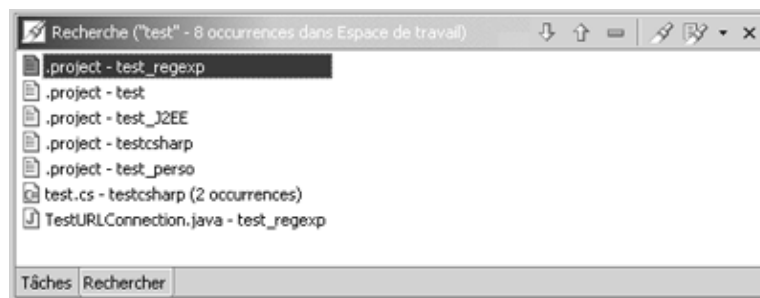 Recherche ("test" - 8 occurrences dans Espace de travail)
.project - test_regexp
.project - test
.project - test_J2EE
.project - testcsharp
.project - test_perso
test.cs - testcsharp (2 occurrences)
TestURLConnection.java - test_regexp
Tâches Rechercher